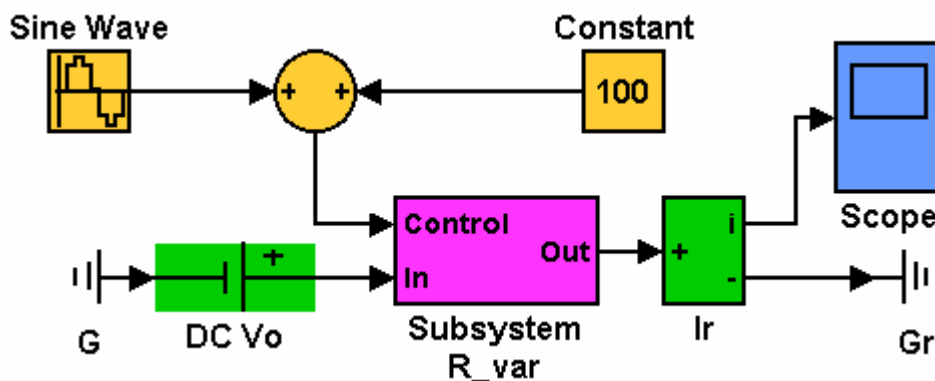 Sine Wave
Constant
+ +
100
Scope
Control
In
Out
+
i
-
+
G
DC Vo
Subsystem
R_var
Ir
Gr